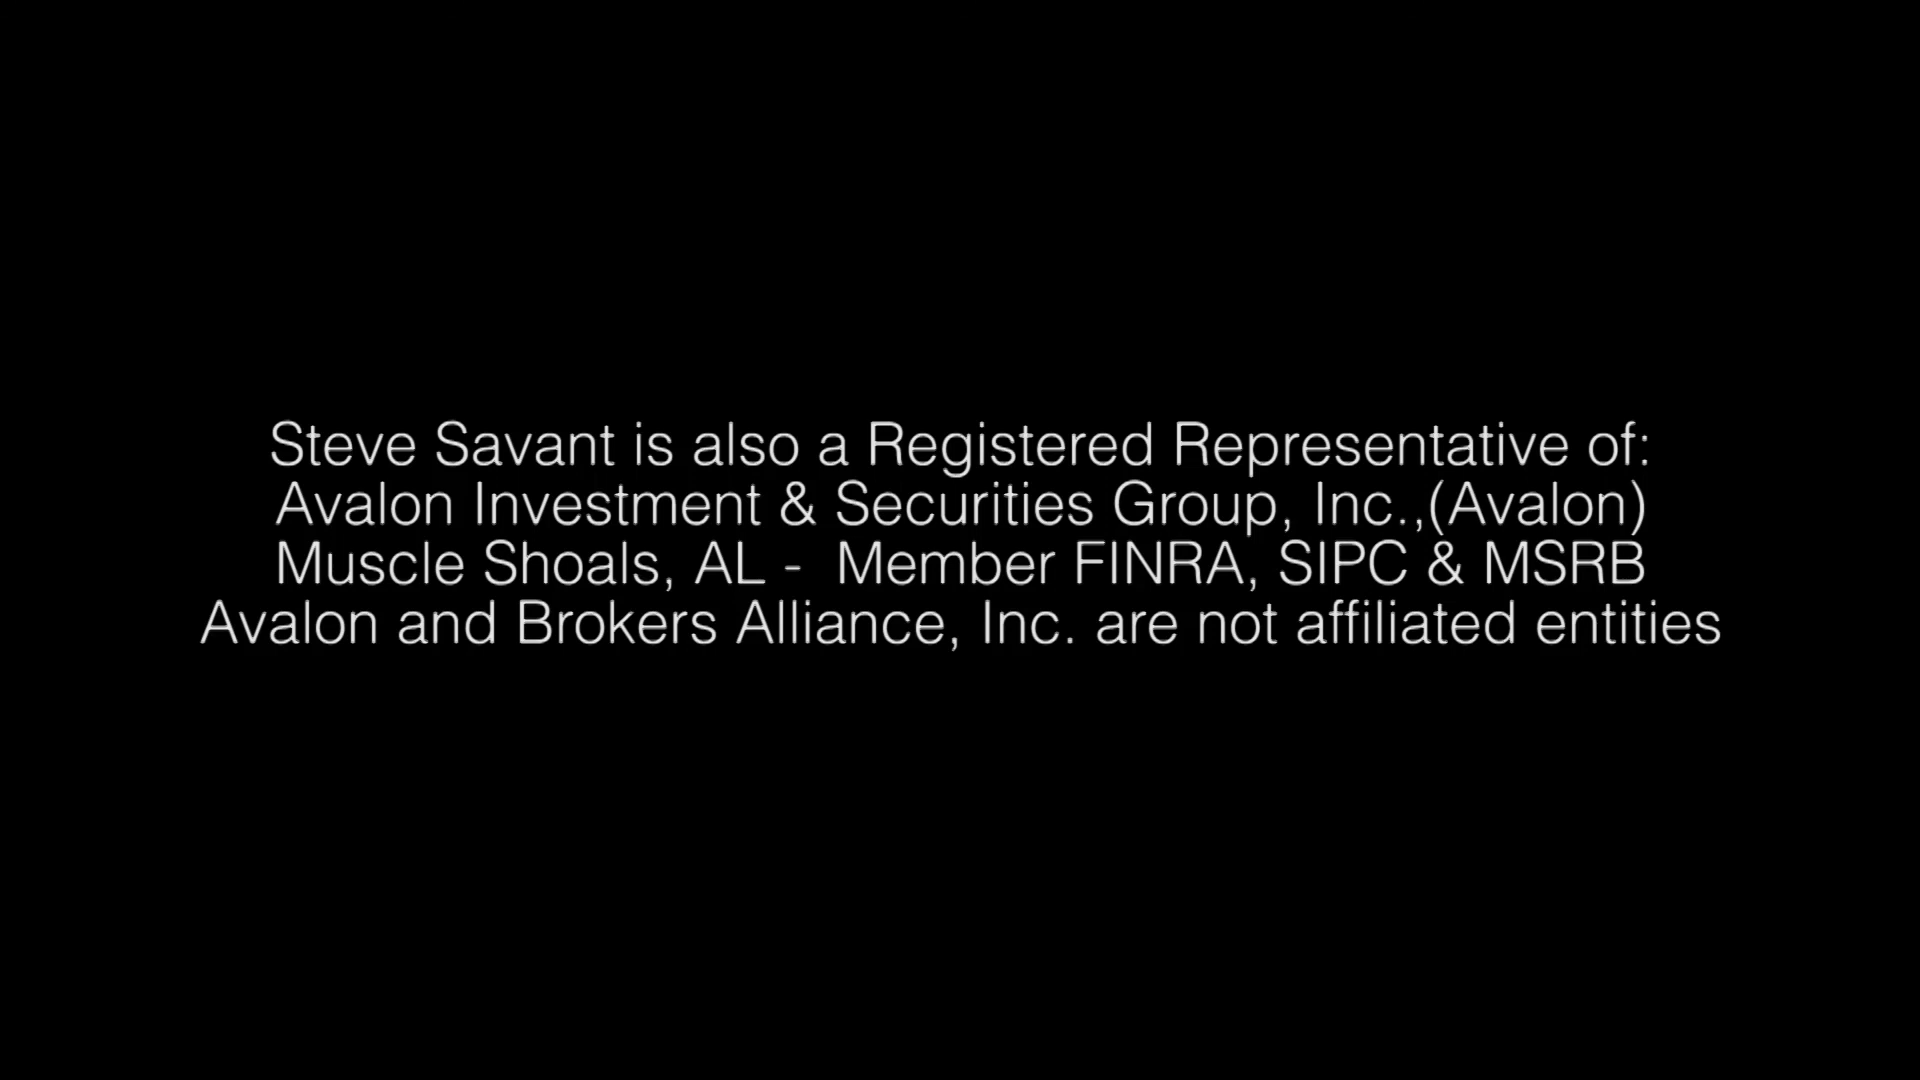 Steve Savant is also a Registered Representative of:
Avalon Investment & Securities Group, Inc.,(Avalon)
Muscle Shoals, AL -  Member FINRA, SIPC & MSRB
Avalon and Brokers Alliance, Inc. are not affiliated entities